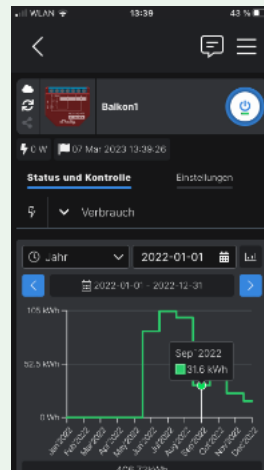 WLAN 13:39 43 %
Balkon1
0 W 07 Mar 2023 13:39:26
Status und Kontrolle Einstellungen
Verbrauch
Jahr 2022-01-01
2022-01-01 - 2022-12-31
105 kWh
Sep 2022
31.6 kWh
52.5 kWh
0 Wh
Jan 2022 Feb 2022 Mar 2022 Apr 2022 May 2022 Jun 2022 Jul 2022 Aug 2022 Sep 2022 Oct 2022 Nov 2022 Dec 2022